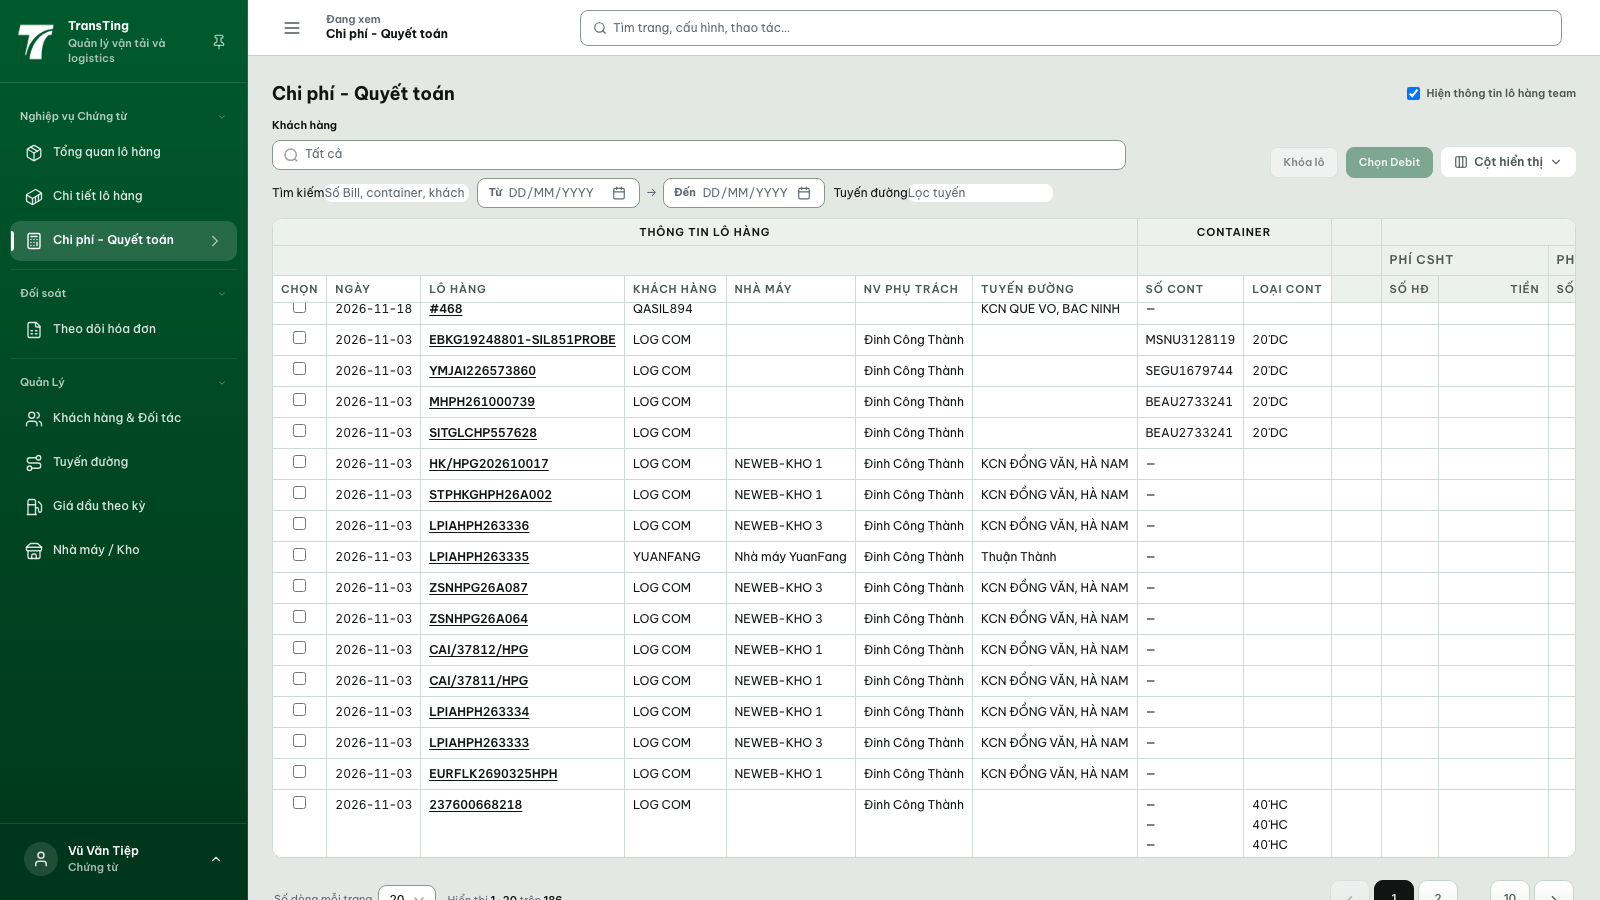 TransTing
Quản lý vận tải và
logistics
Nghiệp vụ Chứng từ
Tổng quan lô hàng
Chi tiết lô hàng
Chi phí - Quyết toán
Đối soát
Theo dõi hóa đơn
Quản Lý
Khách hàng & Đối tác
Tuyến đường
Giá dầu theo kỳ
Nhà máy / Kho
Vũ Văn Tiệp
Chứng từ
Đang xem
Chi phí - Quyết toán
Tìm trang, cấu hình, thao tác...
Chi phí - Quyết toán
Hiện thông tin lô hàng team
Khách hàng
Tất cả
Khóa lô
Chọn Debit
Cột hiển thị
Tìm kiếm Số Bill, container, khách Từ DD/MM/YYYY → Đến DD/MM/YYYY Tuyến đường Lọc tuyến
THÔNG TIN LÔ HÀNG CONTAINER
PHÍ CSHT PH
CHỌN NGÀY LÔ HÀNG KHÁCH HÀNG NHÀ MÁY NV PHỤ TRÁCH TUYẾN ĐƯỜNG SỐ CONT LOẠI CONT SỐ HĐ TIỀN SỐ
2026-11-18 #468 QASIL894 KCN QUẾ VÕ, BẮC NINH –
2026-11-03 EBKG19248801-SIL851PROBE LOG COM Đinh Công Thành MSNU3128119 20'DC
2026-11-03 YMJAI226573860 LOG COM Đinh Công Thành SEGU1679744 20'DC
2026-11-03 MHPH261000739 LOG COM Đinh Công Thành BEAU2733241 20'DC
2026-11-03 SITGLCHP557628 LOG COM Đinh Công Thành BEAU2733241 20'DC
2026-11-03 HK/HPG202610017 LOG COM NEWEB-KHO 1 Đinh Công Thành KCN ĐỒNG VĂN, HÀ NAM –
2026-11-03 STPHKGHPH26A002 LOG COM NEWEB-KHO 1 Đinh Công Thành KCN ĐỒNG VĂN, HÀ NAM –
2026-11-03 LPIAHPH263336 LOG COM NEWEB-KHO 3 Đinh Công Thành KCN ĐỒNG VĂN, HÀ NAM –
2026-11-03 LPIAHPH263335 YUANFANG Nhà máy YuanFang Đinh Công Thành Thuận Thành –
2026-11-03 ZSNHPG26A087 LOG COM NEWEB-KHO 3 Đinh Công Thành KCN ĐỒNG VĂN, HÀ NAM –
2026-11-03 ZSNHPG26A064 LOG COM NEWEB-KHO 3 Đinh Công Thành KCN ĐỒNG VĂN, HÀ NAM –
2026-11-03 CAI/37812/HPG LOG COM NEWEB-KHO 1 Đinh Công Thành KCN ĐỒNG VĂN, HÀ NAM –
2026-11-03 CAI/37811/HPG LOG COM NEWEB-KHO 1 Đinh Công Thành KCN ĐỒNG VĂN, HÀ NAM –
2026-11-03 LPIAHPH263334 LOG COM NEWEB-KHO 1 Đinh Công Thành KCN ĐỒNG VĂN, HÀ NAM –
2026-11-03 LPIAHPH263333 LOG COM NEWEB-KHO 3 Đinh Công Thành KCN ĐỒNG VĂN, HÀ NAM –
2026-11-03 EURFLK2690325HPH LOG COM NEWEB-KHO 1 Đinh Công Thành KCN ĐỒNG VĂN, HÀ NAM –
2026-11-03 237600668218 LOG COM Đinh Công Thành – 40'HC
– 40'HC
– 40'HC
Số dòng mỗi trang 20 Hiển thị 1-20 trên 186
1 2 10